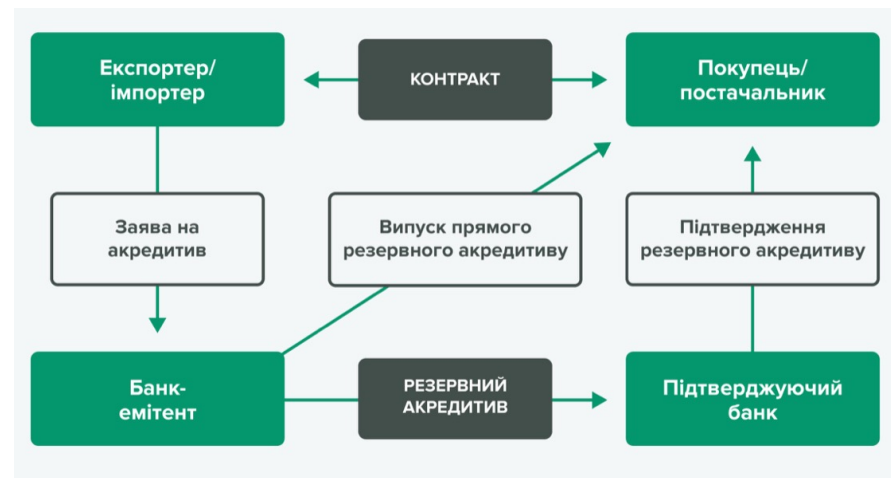 Експортер/
імпортер
КОНТРАКТ
Покупець/
постачальник
Заява на
акредитив
Випуск прямого
резервного акредитиву
Підтвердження
резервного акредитиву
Банк-
емітент
РЕЗЕРВНИЙ
АКРЕДИТИВ
Підтверджуючий
банк